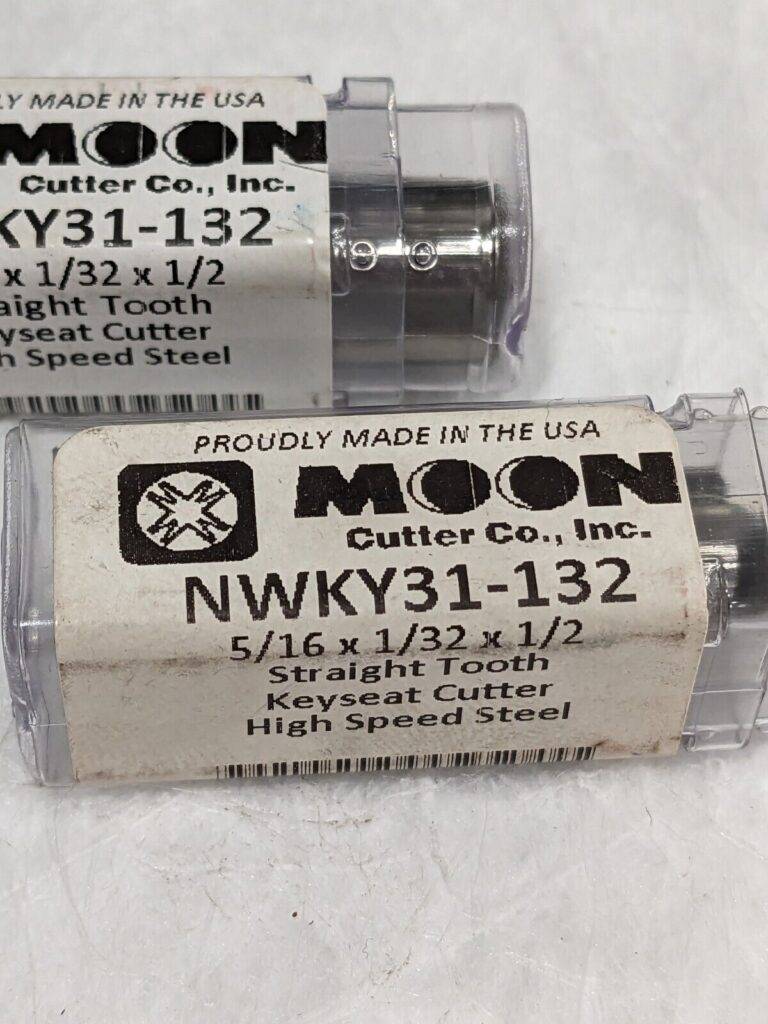 LY MADE IN THE USA
MOON
Cutter Co., Inc.
KY31-132
x 1/32 x 1/2
aight Tooth
yseat Cutter
h Speed Steel
PROUDLY MADE IN THE USA
MOON
Cutter Co., Inc.
NWKY31-132
5/16 x 1/32 x 1/2
Straight Tooth
Keyseat Cutter
High Speed Steel